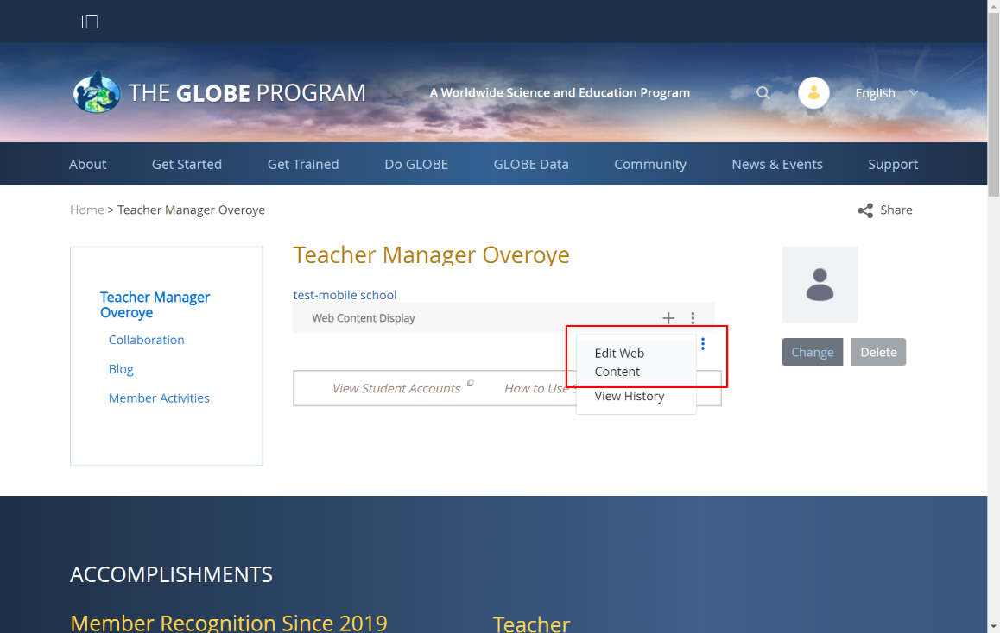 THE GLOBE PROGRAM
A Worldwide Science and Education Program
English
About Get Started Get Trained Do GLOBE GLOBE Data Community News & Events Support
Home > Teacher Manager Overoye
Share
Teacher Manager
Overoye
Collaboration
Blog
Member Activities
Teacher Manager Overoye
test-mobile school
Web Content Display
Edit Web
Content
View History
View Student Accounts How to Use
Change Delete
ACCOMPLISHMENTS
Member Recognition Since 2019
Teacher